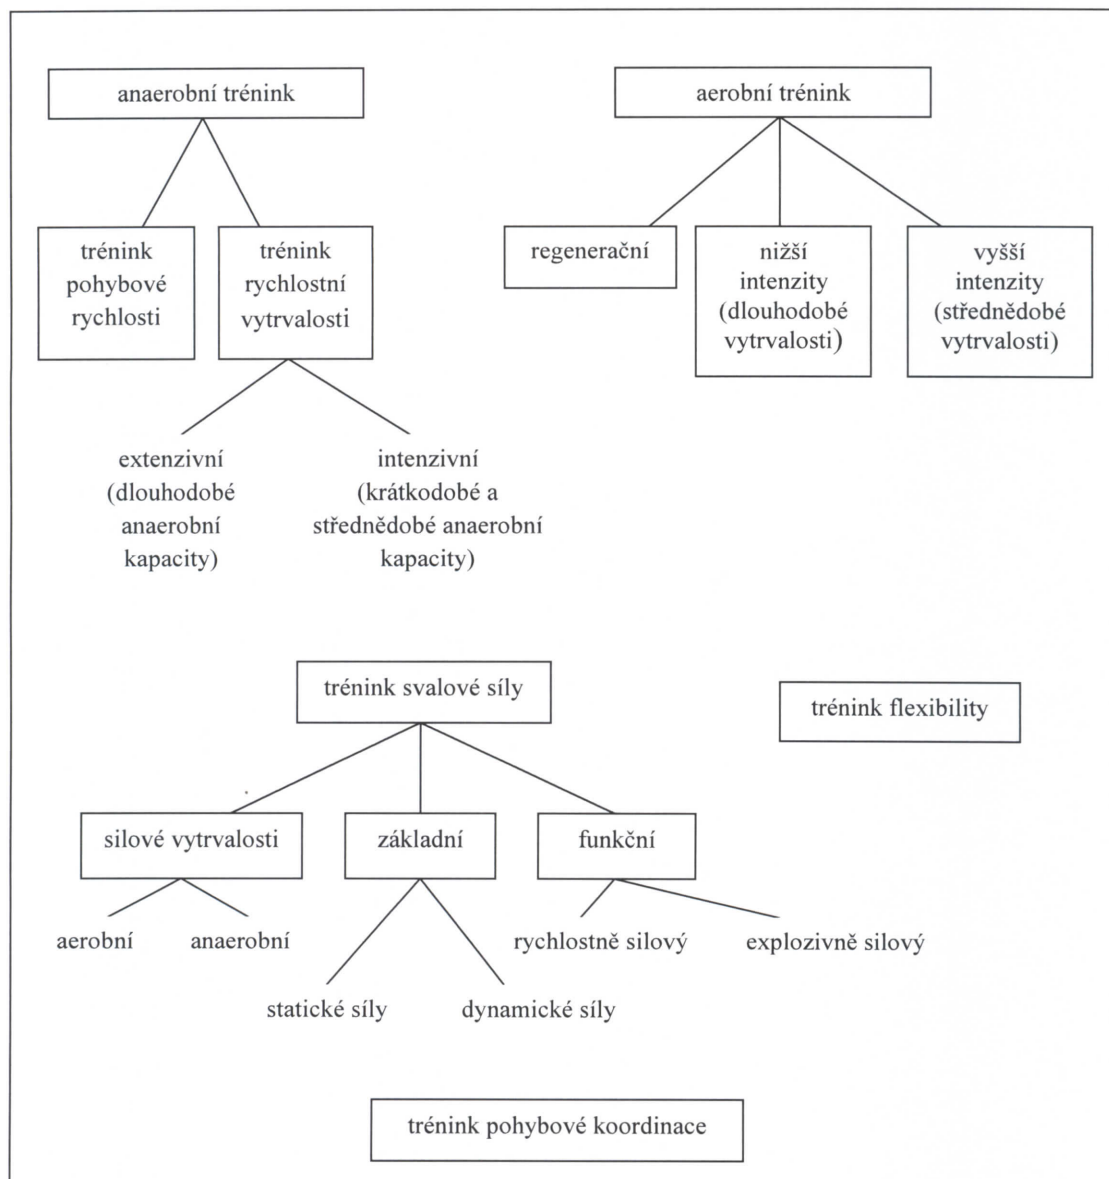 anaerobní trénink
aerobní trénink
trénink
pohybové
rychlosti
trénink
rychlostní
vytrvalosti
regenerační
nižší
intenzity
(dlouhodobé
vytrvalosti)
vyšší
intenzity
(střednědobé
vytrvalosti)
extenzivní
(dlouhodobé
anaerobní
kapacity)
intenzivní
(krátkodobé a
střednědobé anaerobní
kapacity)
trénink svalové síly
trénink flexibility
silové vytrvalosti
základní
funkční
aerobní
anaerobní
rychlostně silový
explozivně silový
statické síly
dynamické síly
trénink pohybové koordinace